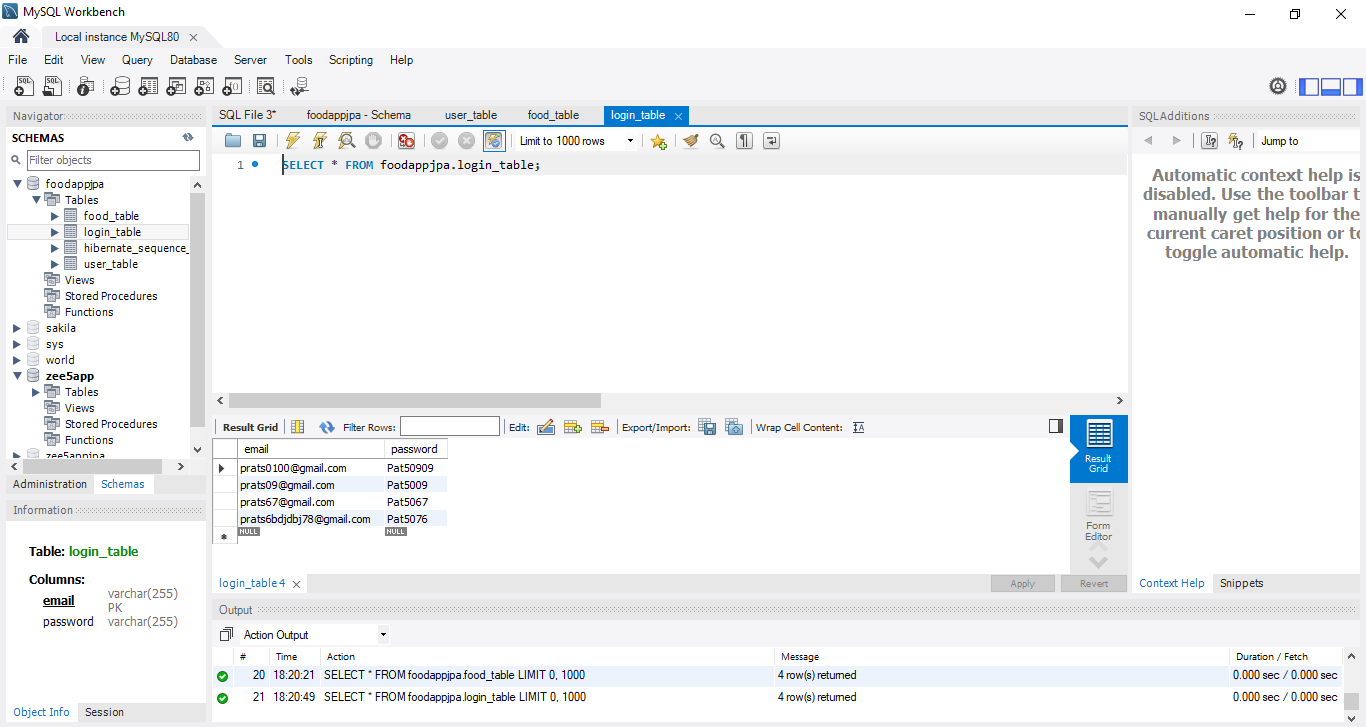 MySQL Workbench
Local instance MySQL80
File Edit View Query Database Server Tools Scripting Help
Navigator
SCHEMAS
Filter objects
foodappjpa
Tables
food_table
login_table
hibernate_sequence_
user_table
Views
Stored Procedures
Functions
sakila
sys
world
zee5app
Tables
Views
Stored Procedures
Functions
zee5appjpa
Administration Schemas
Information
Table: login_table
Columns:
email varchar(255)
PK
password varchar(255)
Object Info Session
SQL File 3* foodappjpa - Schema user_table food_table login_table
Limit to 1000 rows
1 SELECT * FROM foodappjpa.login_table;
Result Grid Filter Rows: Edit: Export/Import: Wrap Cell Content: IA
email password
prats0100@gmail.com Pat50909
prats09@gmail.com Pat5009
prats67@gmail.com Pat5067
prats6bdjdbj78@gmail.com Pat5076
NULL NULL
Result
Grid
Form
Editor
login_table 4 Apply Revert
SQLAdditions
Jump to
Automatic context help is
disabled. Use the toolbar t
manually get help for the
current caret position or to
toggle automatic help.
Context Help Snippets
Output
Action Output
# Time Action Message Duration / Fetch
20 18:20:21 SELECT * FROM foodappjpa.food_table LIMIT 0, 1000 4 row(s) returned 0.000 sec / 0.000 sec
21 18:20:49 SELECT * FROM foodappjpa.login_table LIMIT 0, 1000 4 row(s) returned 0.000 sec / 0.000 sec